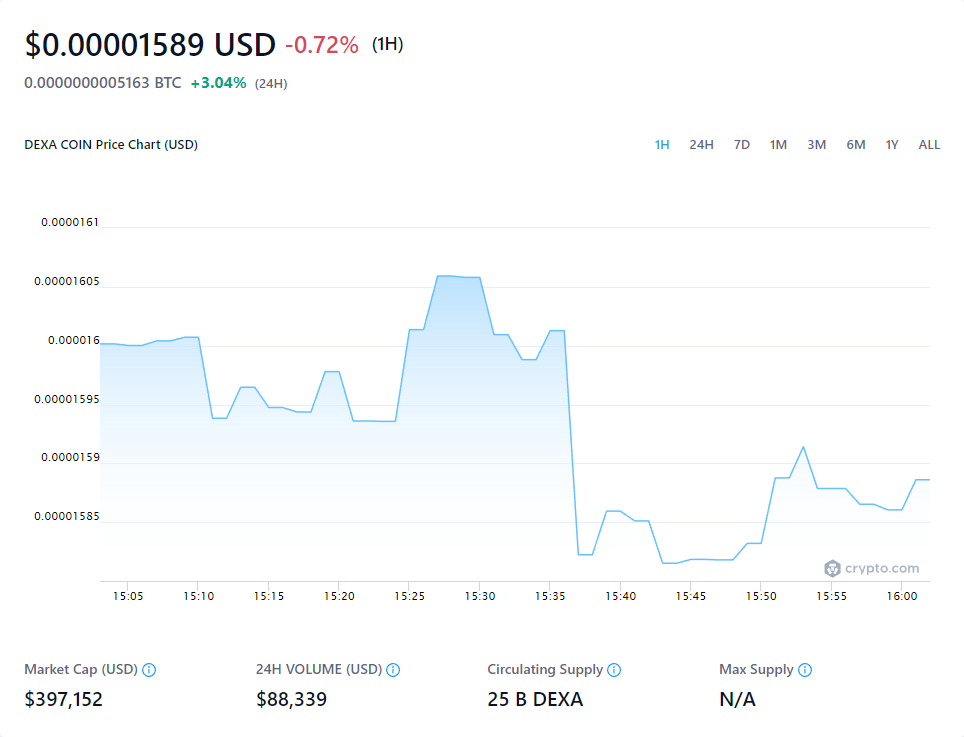 $0.00001589 USD -0.72% (1H)
0.0000000005163 BTC +3.04% (24H)
DEXA COIN Price Chart (USD)
1H 24H 7D 1M 3M 6M 1Y ALL
0.0000161
0.00001605
0.000016
0.00001595
0.0000159
0.00001585
crypto.com
15:05 15:10 15:15 15:20 15:25 15:30 15:35 15:40 15:45 15:50 15:55 16:00
Market Cap (USD) 24H VOLUME (USD) Circulating Supply Max Supply
$397,152 $88,339 25 B DEXA N/A